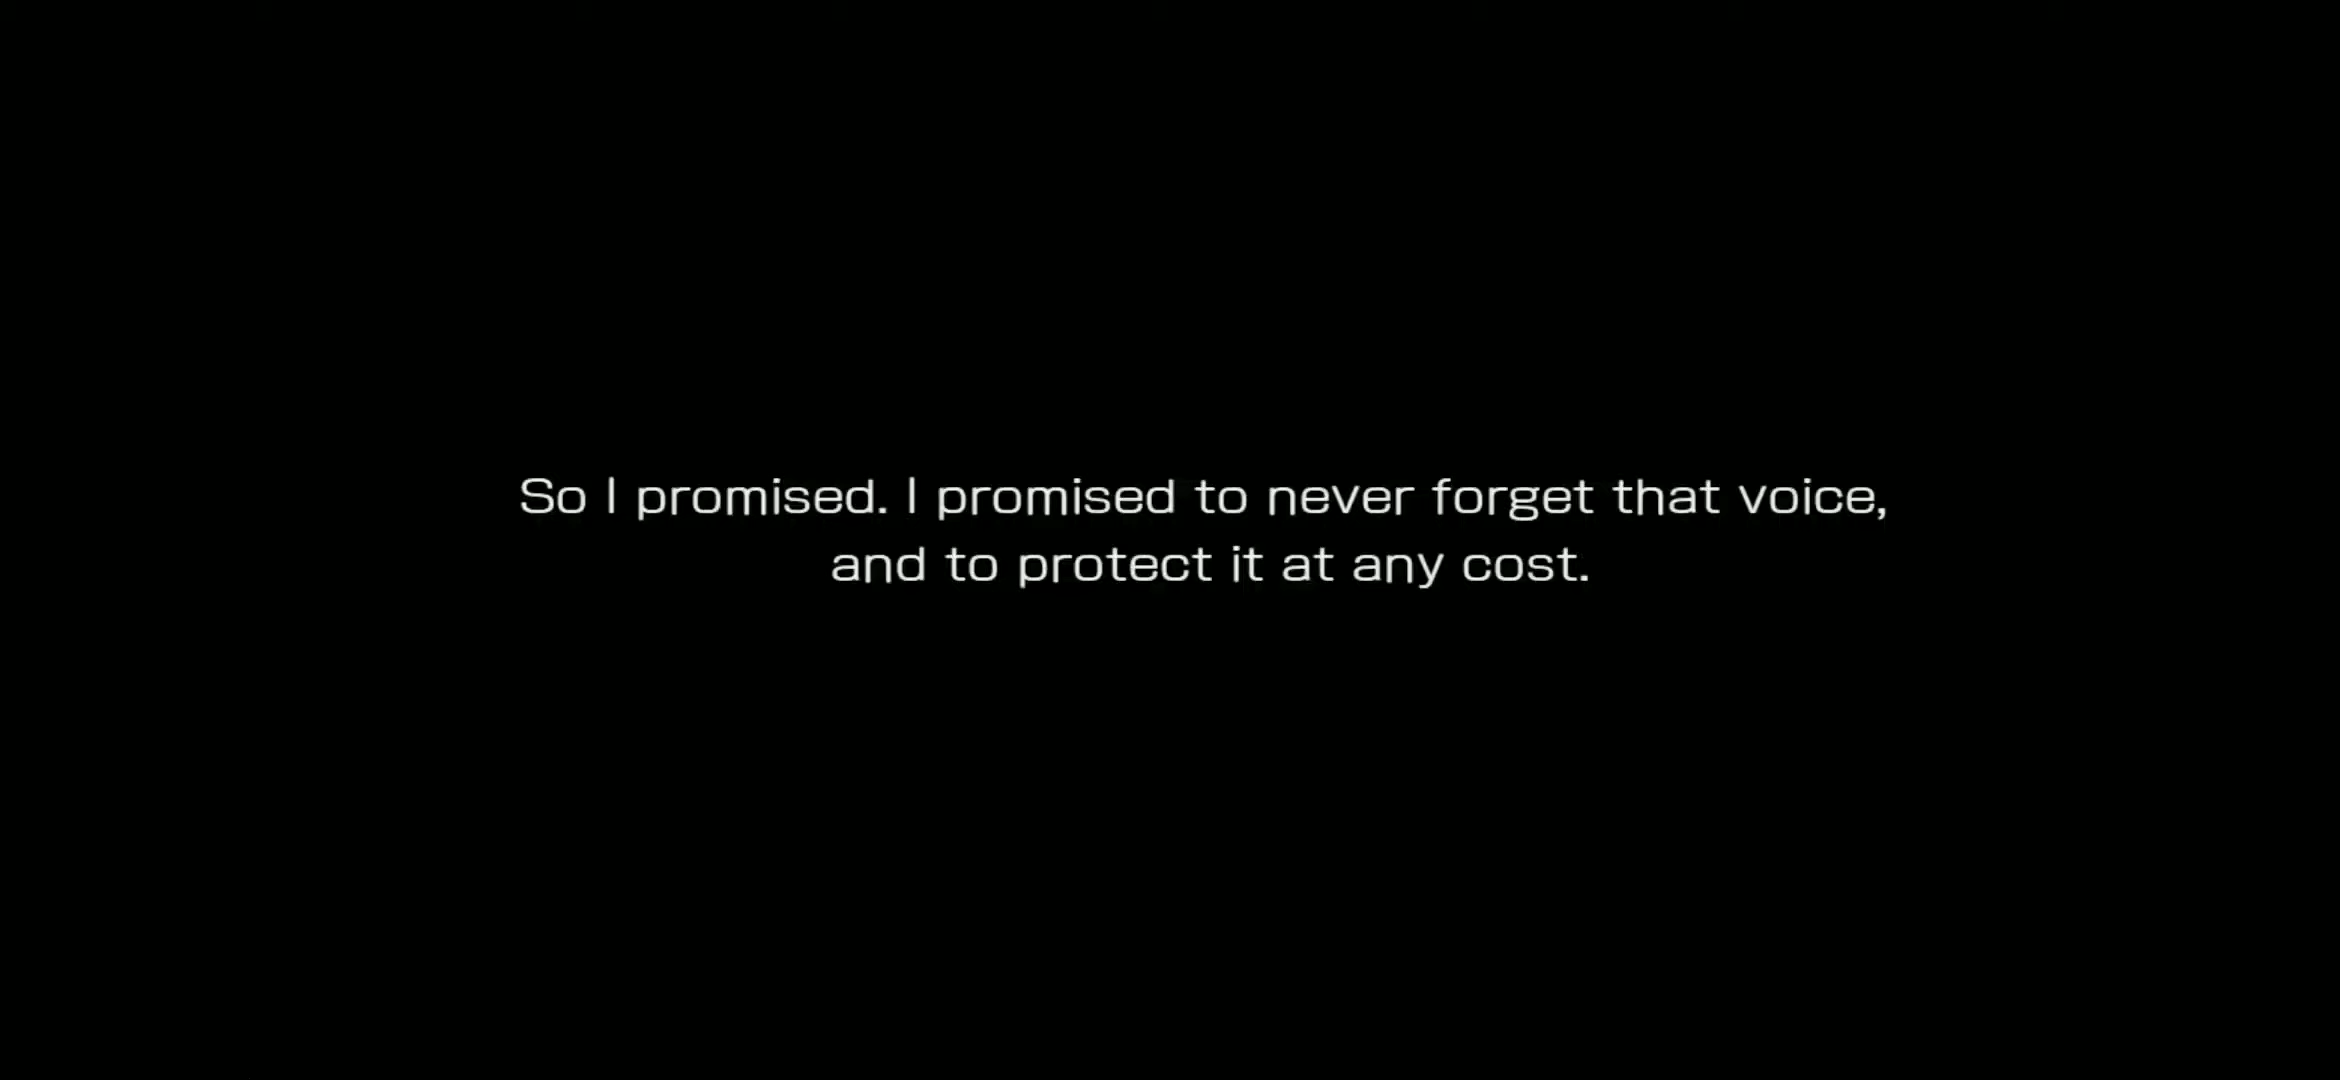 So I promised. I promised to never forget that voice,
and to protect it at any cost.